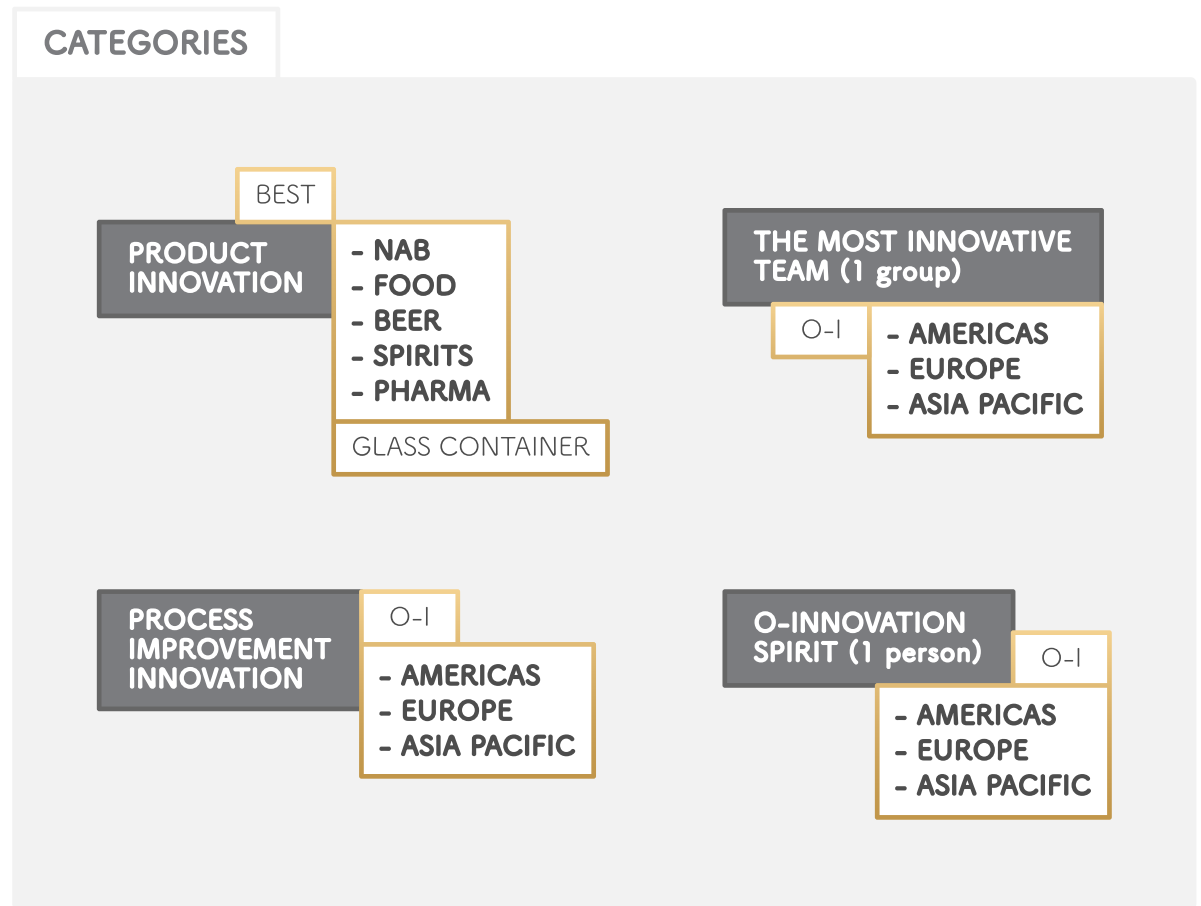 CATEGORIES
BEST
PRODUCT
INNOVATION
- NAB
- FOOD
- BEER
- SPIRITS
- PHARMA
GLASS CONTAINER
THE MOST INNOVATIVE
TEAM (1 group)
O-I
- AMERICAS
- EUROPE
- ASIA PACIFIC
PROCESS
IMPROVEMENT
INNOVATION
O-I
- AMERICAS
- EUROPE
- ASIA PACIFIC
O-INNOVATION
SPIRIT (1 person)
O-I
- AMERICAS
- EUROPE
- ASIA PACIFIC